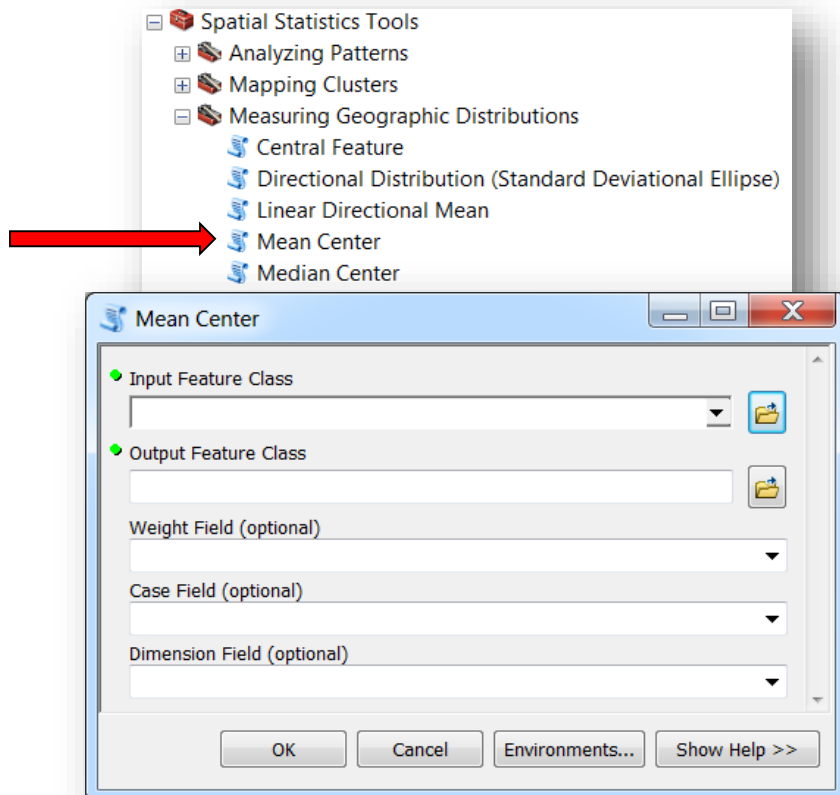 Spatial Statistics Tools
Analyzing Patterns
Mapping Clusters
Measuring Geographic Distributions
Central Feature
Directional Distribution (Standard Deviational Ellipse)
Linear Directional Mean
Mean Center
Median Center
Mean Center
Input Feature Class
Output Feature Class
Weight Field (optional)
Case Field (optional)
Dimension Field (optional)
OK Cancel Environments... Show Help >>